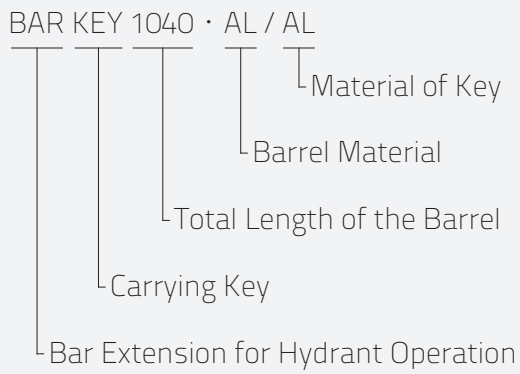 BAR KEY 1040 · AL / AL
Material of Key
Barrel Material
Total Length of the Barrel
Carrying Key
Bar Extension for Hydrant Operation